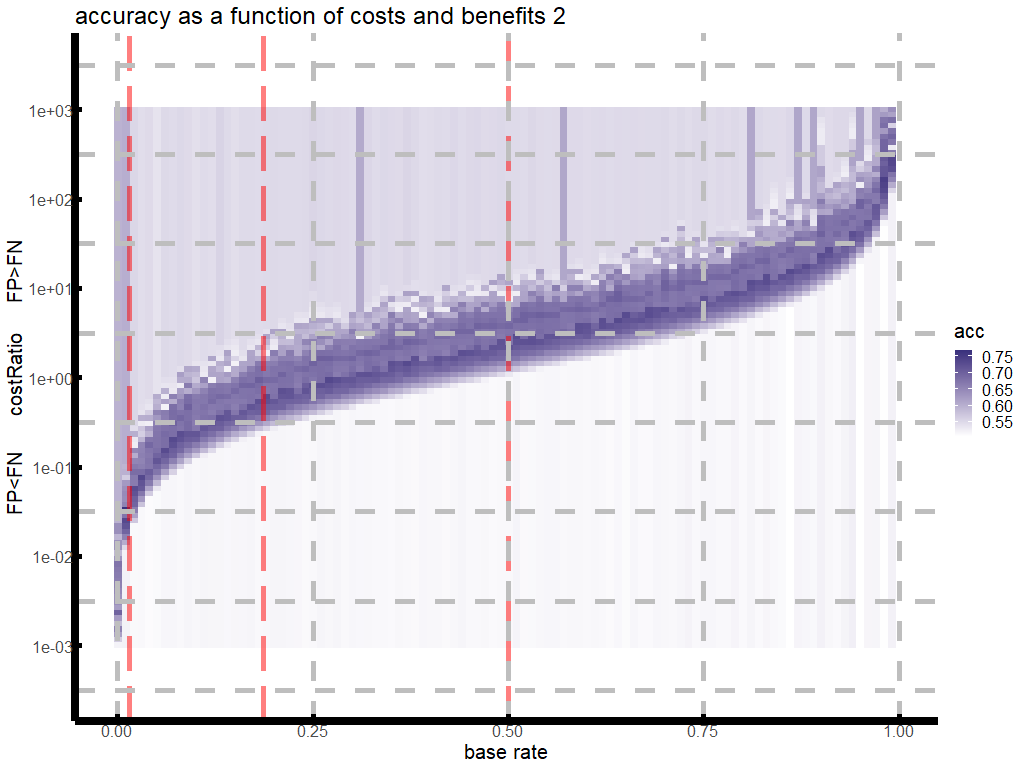 accuracy as a function of costs and benefits 2
1e+03
1e+02
1e+01
1e+00
1e-01
1e-02
1e-03
FP<FN    costRatio    FP>FN
0.00
0.25
0.50
0.75
1.00
base rate
acc
0.75
0.70
0.65
0.60
0.55